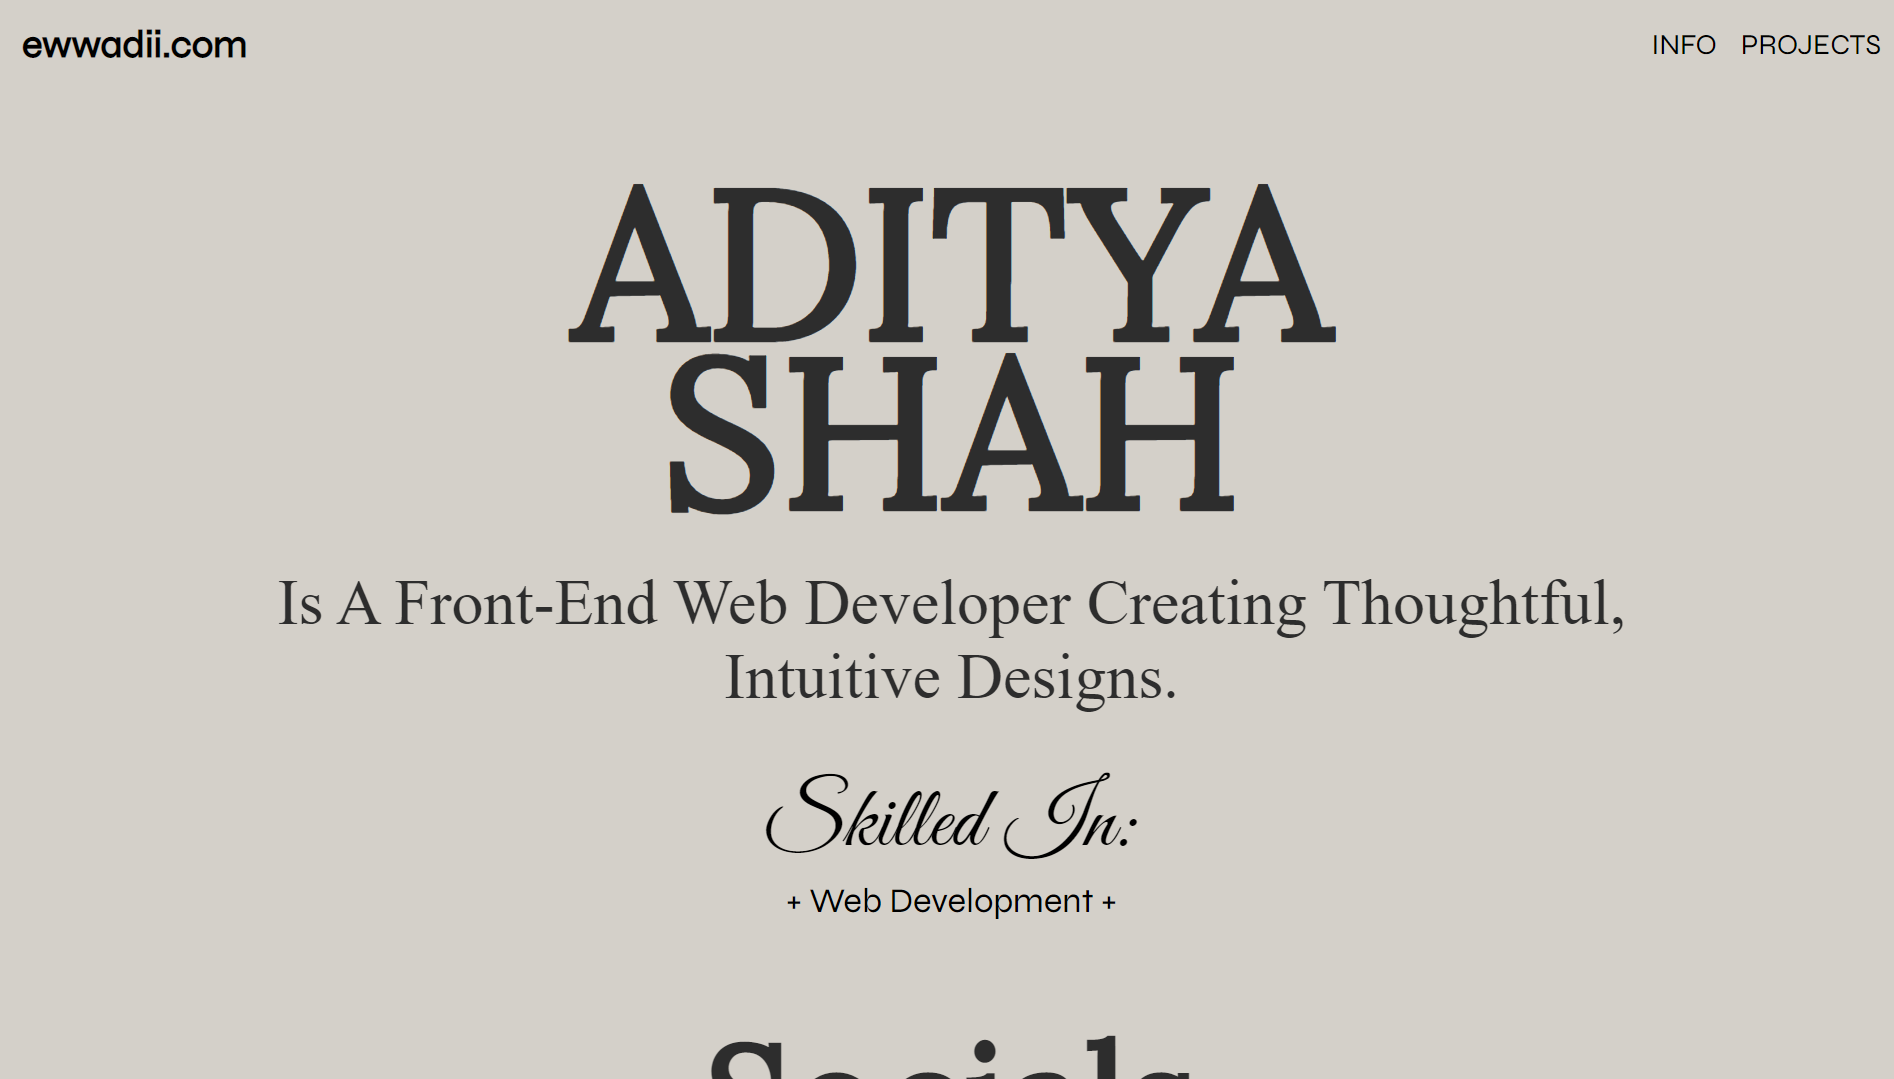 ewwadii.com
INFO PROJECTS
ADITYA
SHAH
Is A Front-End Web Developer Creating Thoughtful,
Intuitive Designs.
Skilled In:
+ Web Development +
Socials